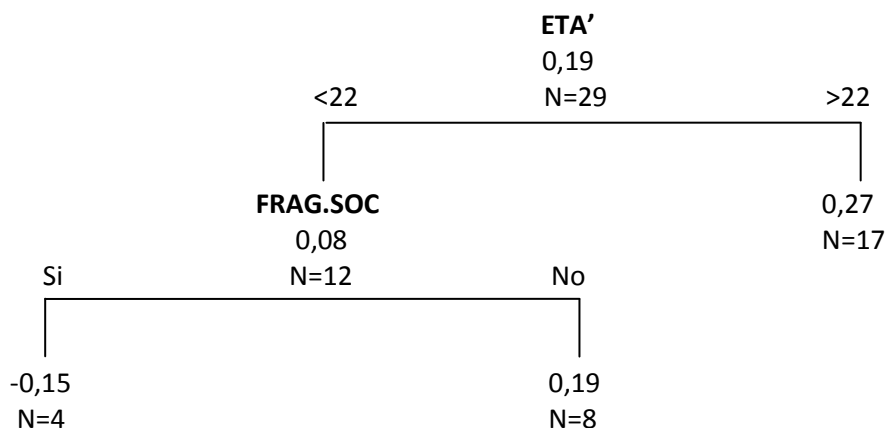 ETA’
0,19
<22 N=29 >22
FRAG.SOC 0,27
0,08 N=17
Si N=12 No
-0,15 0,19
N=4 N=8